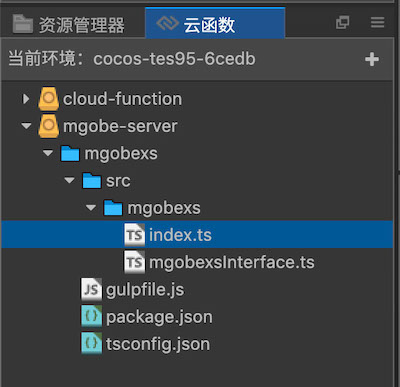 资源管理器 云函数
当前环境：cocos-tes95-6cedb
cloud-function
mgobe-server
mgobexs
src
mgobexs
TS index.ts
TS mgobexsInterface.ts
JS gulpfile.js
{} package.json
{} tsconfig.json